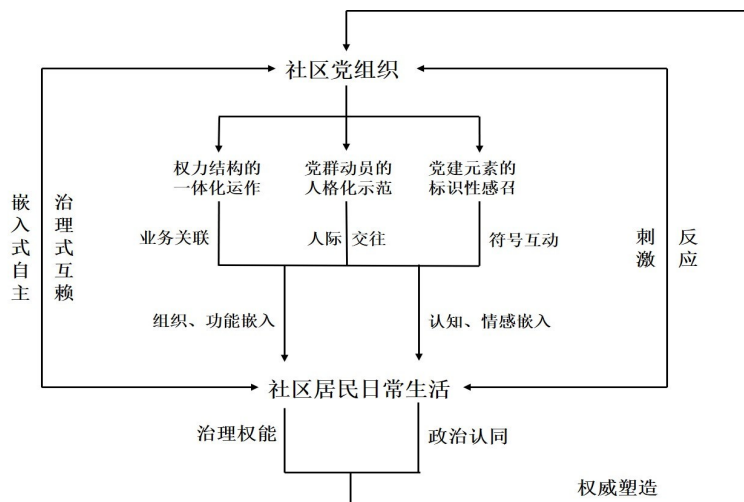 社区党组织
权力结构的
一体化运作
党群动员的
人格化示范
党建元素的
标识性感召
嵌入式自主
治理式互赖
业务关联
人际 交往
符号互动
刺激
反应
组织、功能嵌入
认知、情感嵌入
社区居民日常生活
治理权能
政治认同
权威塑造